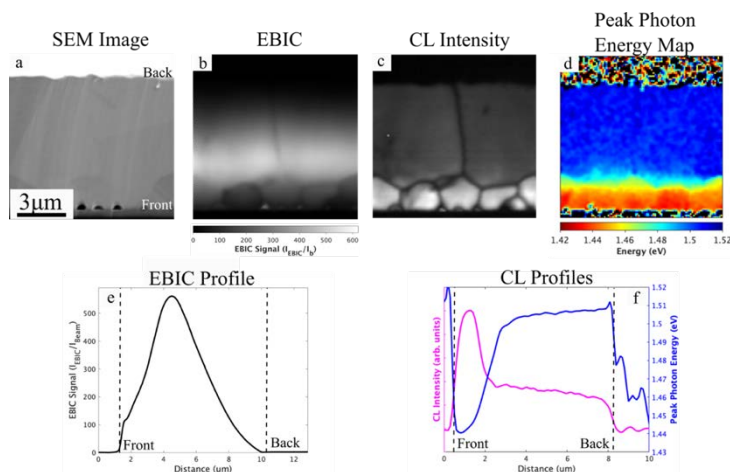 SEM Image
EBIC
CL Intensity
Peak Photon
Energy Map
a
Back
3μm
Front
b
0 100 200 300 400 500 600
EBIC Signal (I_EBIC/I_b)
c
d
1.42 1.44 1.46 1.48 1.5 1.52
Energy (eV)
EBIC Profile
e
EBIC Signal (I_EBIC/I_Beam)
500
400
300
200
100
0
Front
Back
0 2 4 6 8 10 12
Distance (μm)
CL Profiles
f
CL Intensity (arb. units)
Front
Back
0 2 4 6 8 10
Distance (μm)
1.52
1.51
1.5
1.49
1.48
1.47
1.46
1.45
1.44
1.43
Peak Photon Energy (eV)